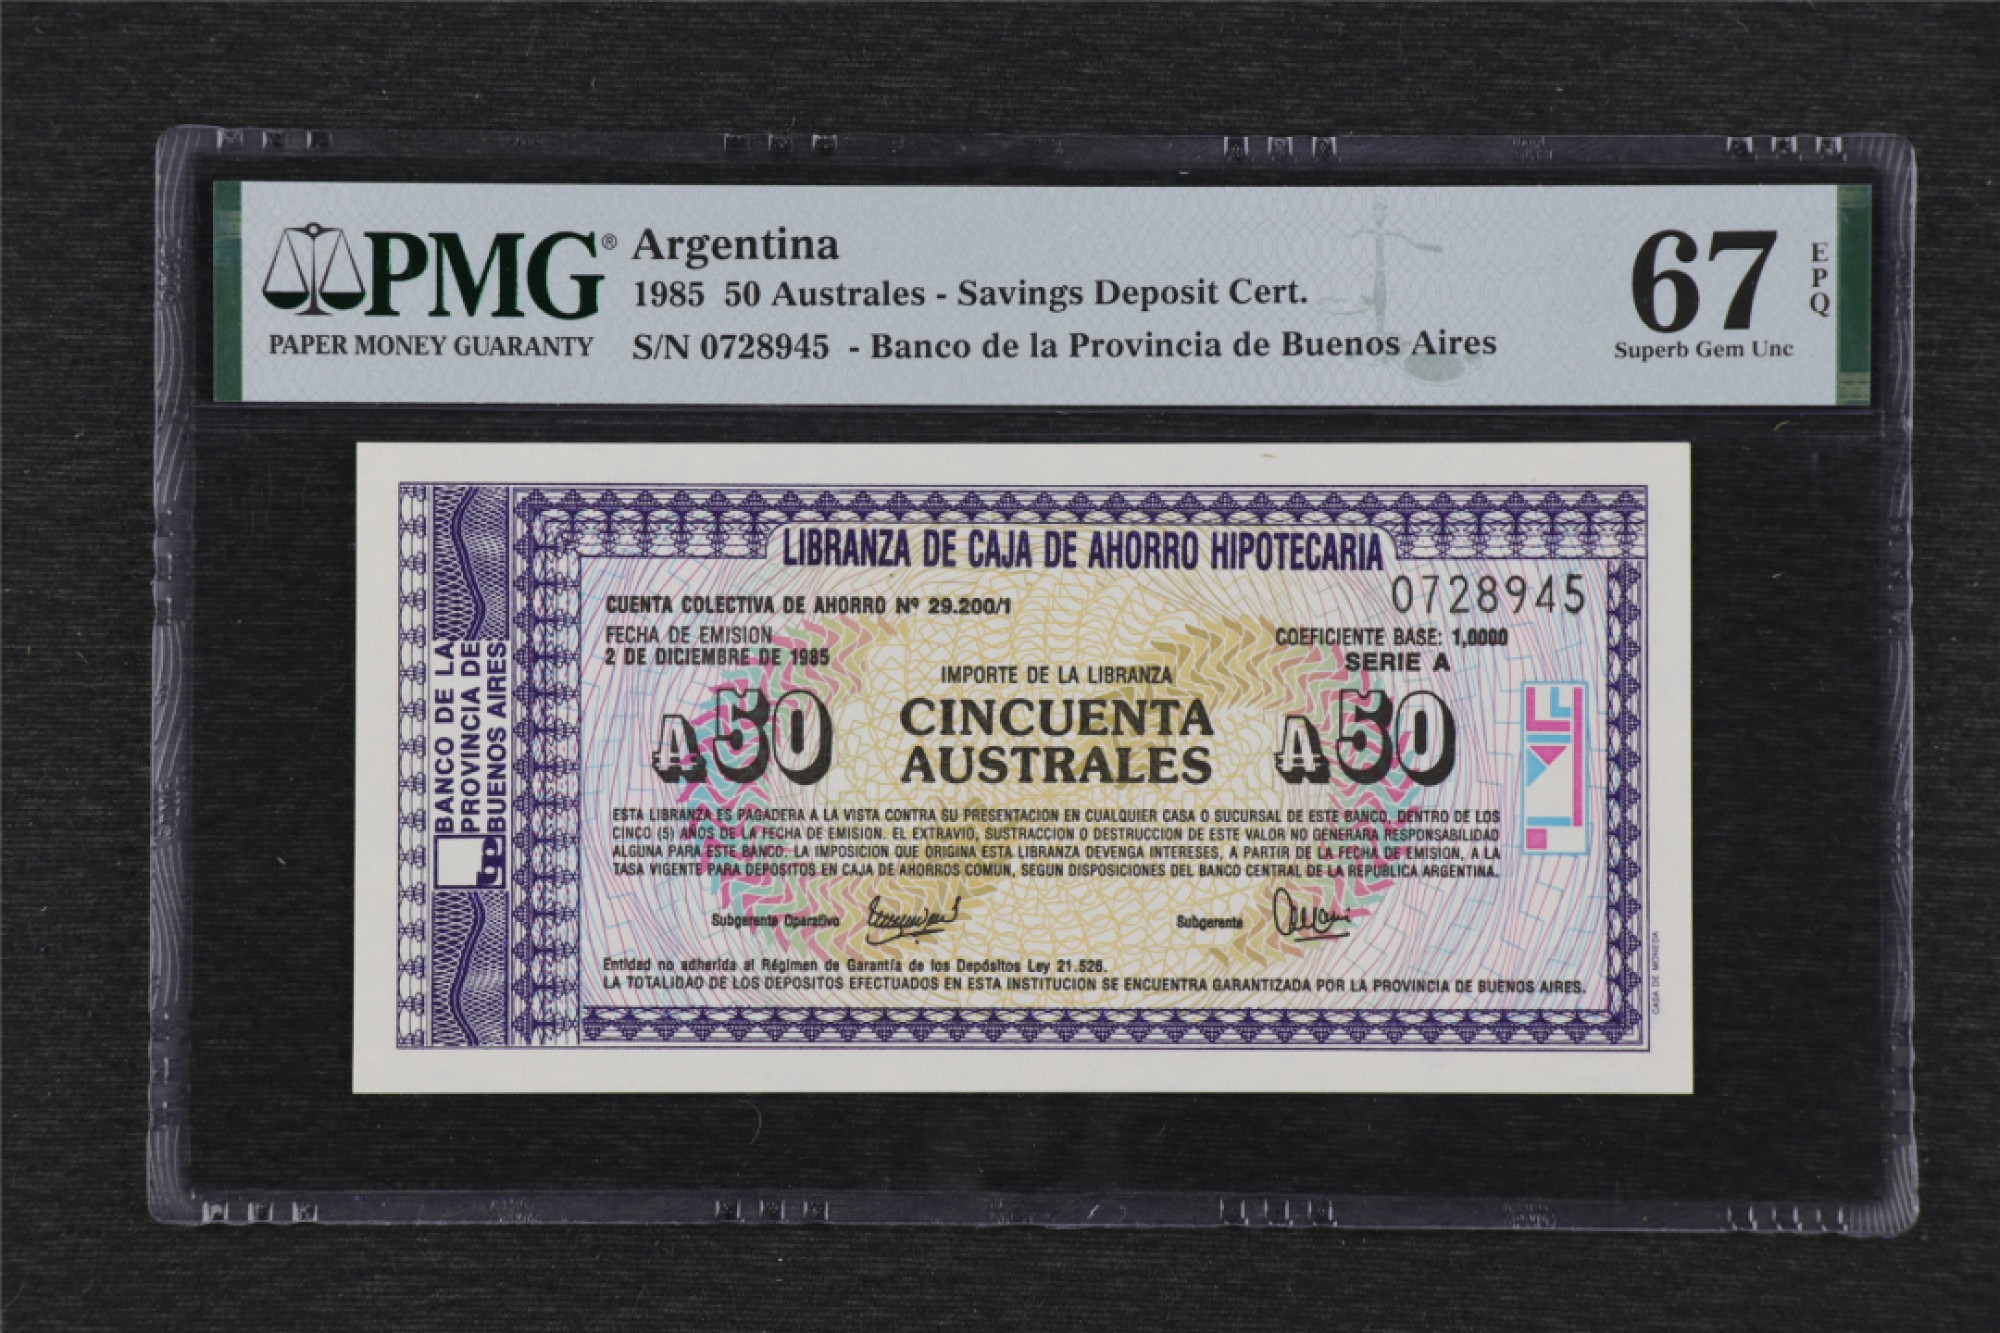 PMG®
PAPER MONEY GUARANTY
Argentina
1985 50 Australes - Savings Deposit Cert.
S/N 0728945 - Banco de la Provincia de Buenos Aires
67
EPQ
Superb Gem Unc
BANCO DE LA
PROVINCIA DE
BUENOS AIRES
LIBRANZA DE CAJA DE AHORRO HIPOTECARIA
0728945
CUENTA COLECTIVA DE AHORRO Nº 29.200/1
FECHA DE EMISION
2 DE DICIEMBRE DE 1985
COEFICIENTE BASE: 1,0000
SERIE A
IMPORTE DE LA LIBRANZA
₳50 CINCUENTA ₳50
AUSTRALES
ESTA LIBRANZA ES PAGADERA A LA VISTA CONTRA SU PRESENTACION EN CUALQUIER CASA O SUCURSAL DE ESTE BANCO, DENTRO DE LOS
CINCO (5) AÑOS DE LA FECHA DE EMISION. EL EXTRAVIO, SUSTRACCION O DESTRUCCION DE ESTE VALOR NO GENERARA RESPONSABILIDAD
ALGUNA PARA ESTE BANCO. LA IMPOSICION QUE ORIGINA ESTA LIBRANZA DEVENGA INTERESES, A PARTIR DE LA FECHA DE EMISION, A LA
TASA VIGENTE PARA DEPOSITOS EN CAJA DE AHORROS COMUN, SEGUN DISPOSICIONES DEL BANCO CENTRAL DE LA REPUBLICA ARGENTINA.
Subgerente Operativo
Subgerente
Entidad no adherida al Régimen de Garantía de los Depósitos Ley 21.526.
LA TOTALIDAD DE LOS DEPOSITOS EFECTUADOS EN ESTA INSTITUCION SE ENCUENTRA GARANTIZADA POR LA PROVINCIA DE BUENOS AIRES.
CASA DE MONEDA